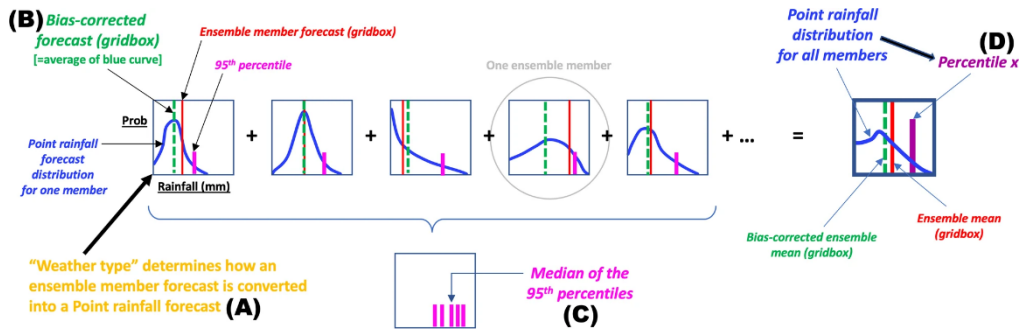 (B)
Bias-corrected
forecast (gridbox)
[=average of blue curve]
Ensemble member forecast (gridbox)
95th percentile
One ensemble member
Point rainfall
distribution
for all members
(D)
Percentile x
Prob
Point rainfall
forecast
distribution
for one member
Rainfall (mm)
+ + + + + ... =
"Weather type" determines how an
ensemble member forecast is converted
into a Point rainfall forecast
(A)
Median of the
95th percentiles
(C)
Bias-corrected ensemble
mean (gridbox)
Ensemble mean
(gridbox)